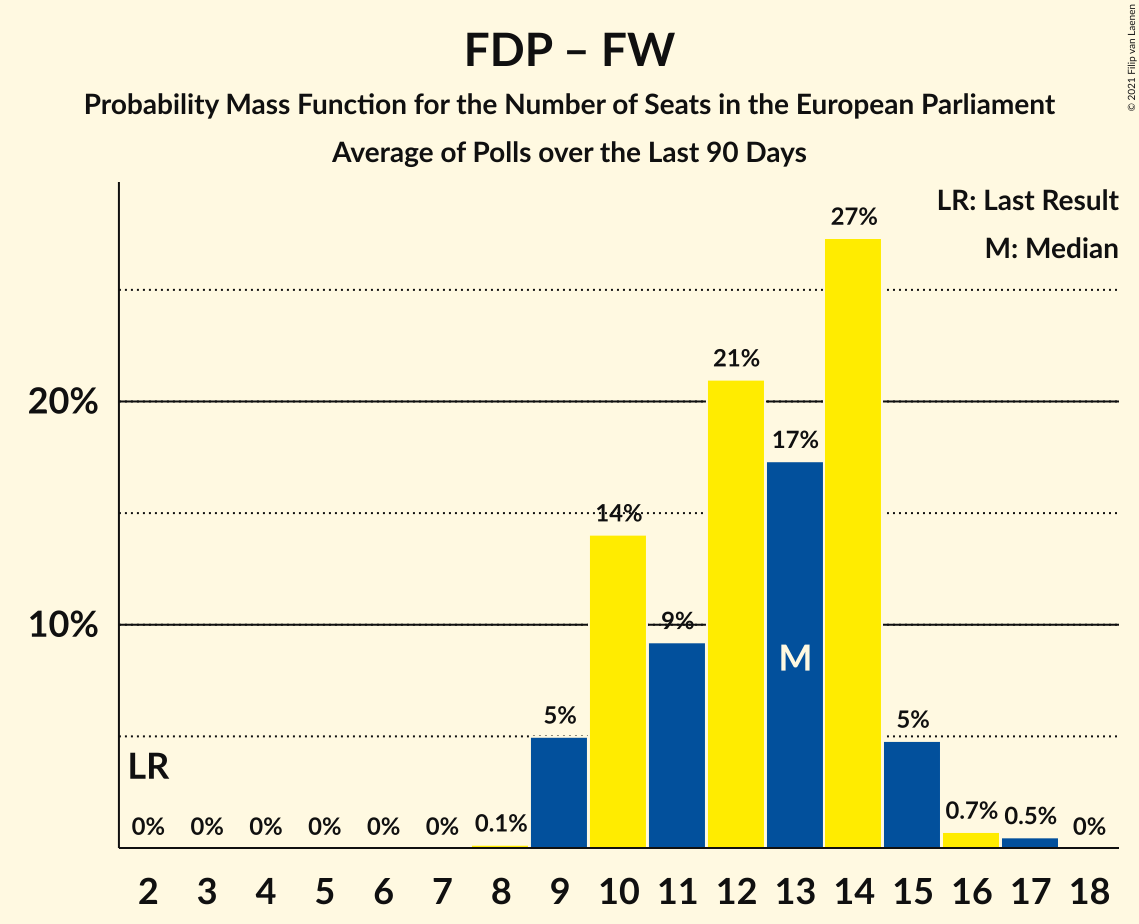 FDP – FW
Probability Mass Function for the Number of Seats in the European Parliament
Average of Polls over the Last 90 Days
© 2021 Filip van Laenen
LR: Last Result
M: Median
27%
21%
20%
17%
14%
10%
9%
M
5%
5%
LR
0%
0%
0%
0%
0%
0%
0.1%
0.7%
0.5%
0%
2 3 4 5 6 7 8 9 10 11 12 13 14 15 16 17 18